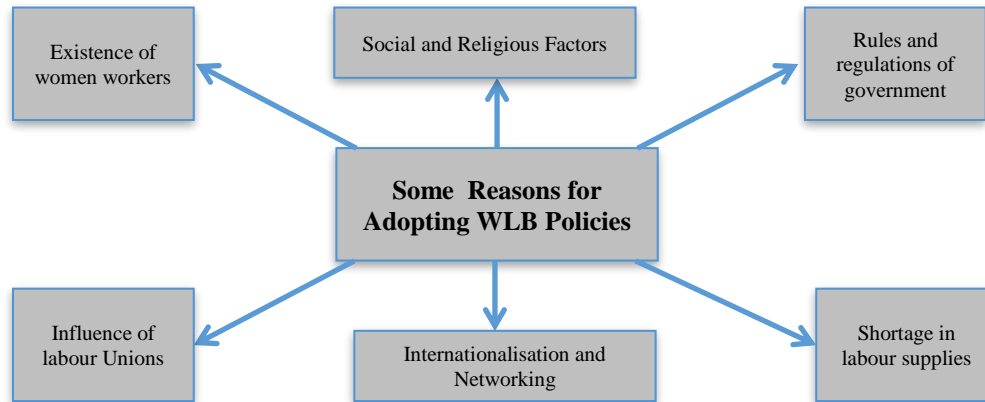 Existence of
women workers
Social and Religious Factors
Rules and
regulations of
government
Some Reasons for
Adopting WLB Policies
Influence of
labour Unions
Internationalisation and
Networking
Shortage in
labour supplies